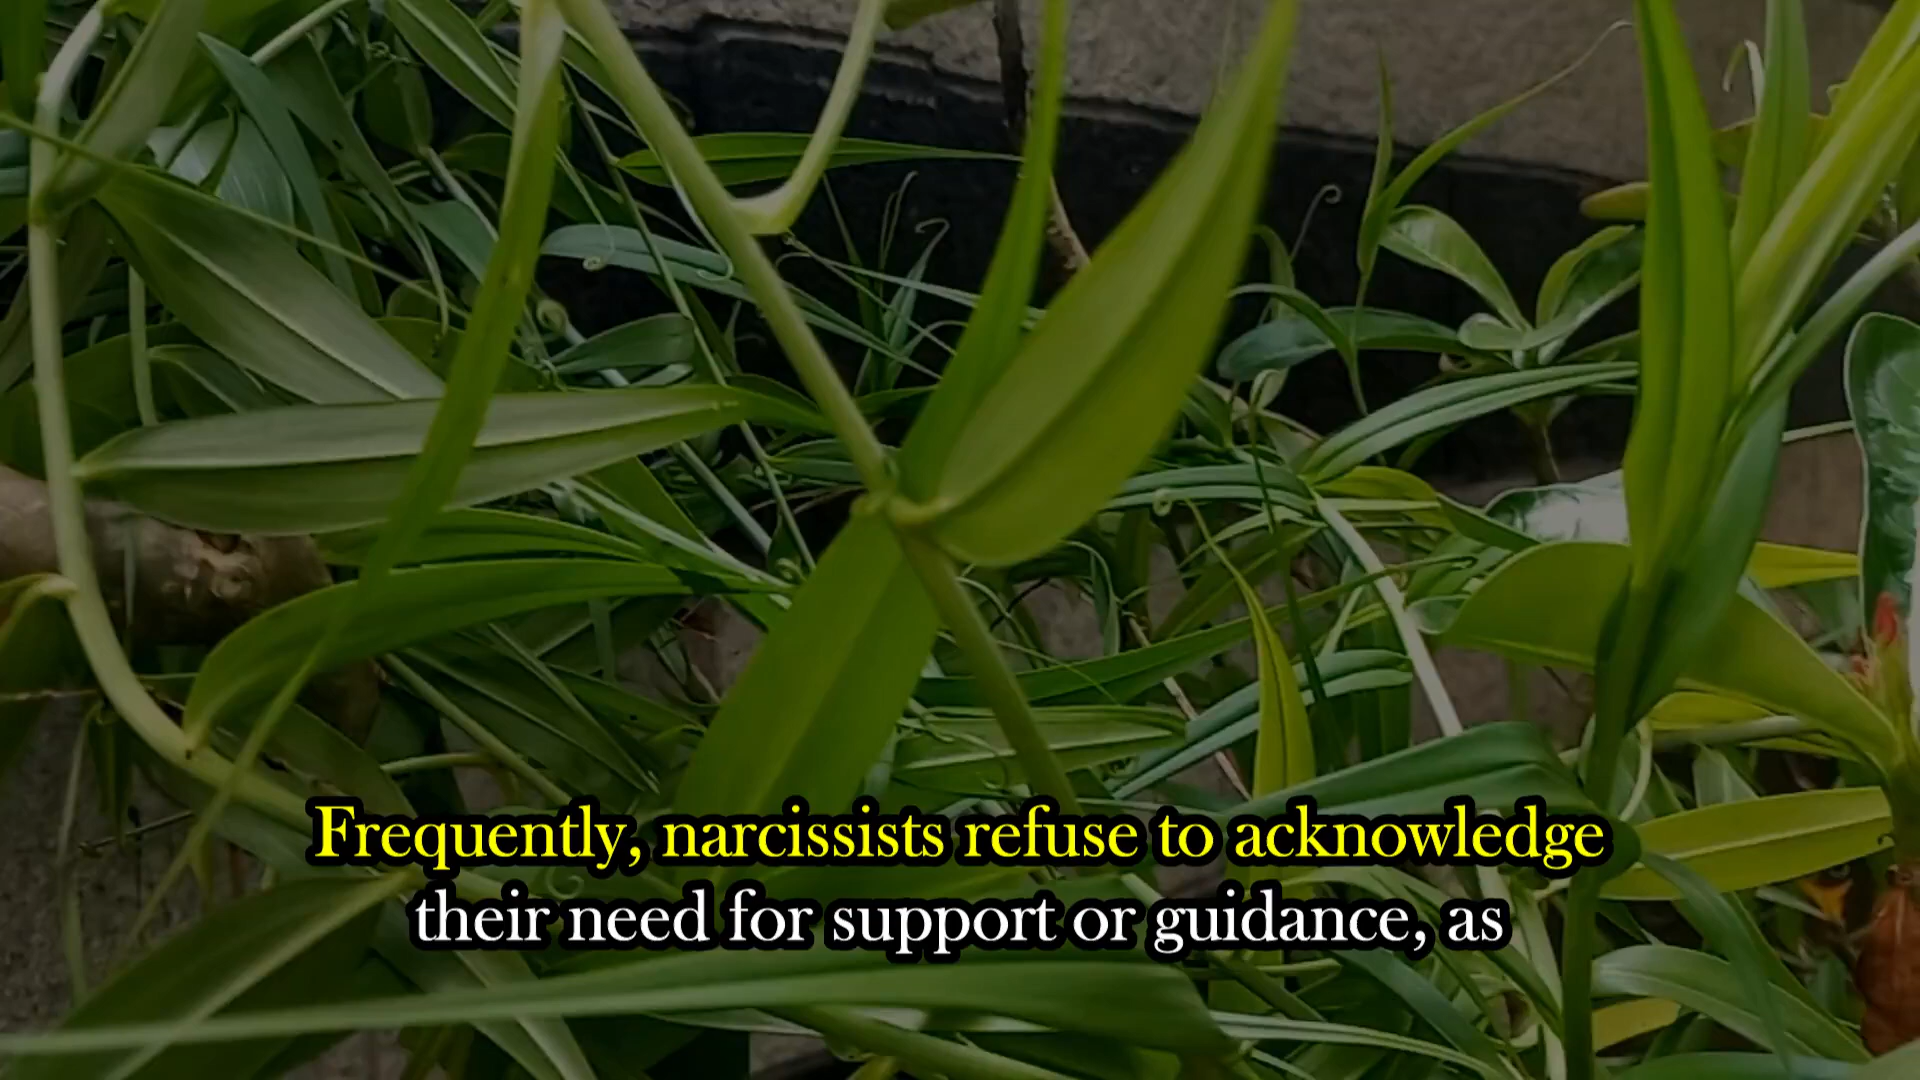 Frequently, narcissists refuse to acknowledge
their need for support or guidance, as